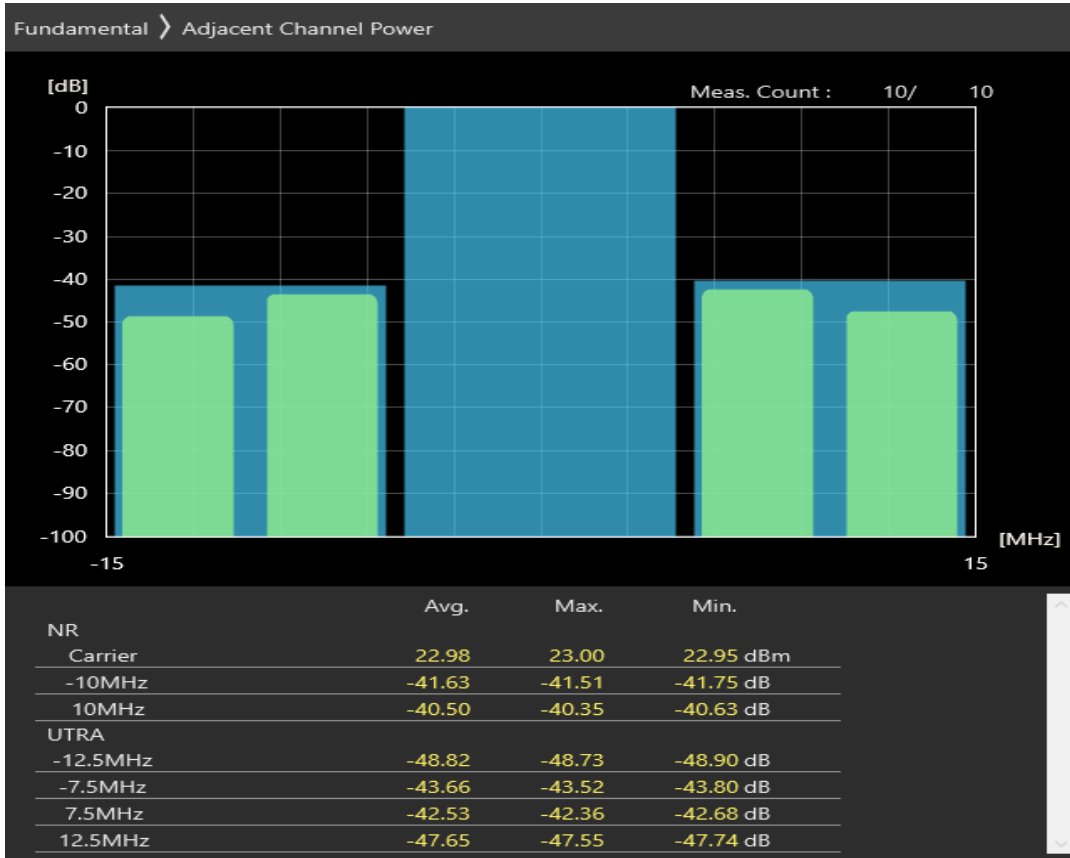 Fundamental 〉 Adjacent Channel Power
[dB]
Meas. Count : 10/ 10
0
-10
-20
-30
-40
-50
-60
-70
-80
-90
-100
[MHz]
-15 15
Avg. Max. Min.
NR
Carrier 22.98 23.00 22.95 dBm
-10MHz -41.63 -41.51 -41.75 dB
10MHz -40.50 -40.35 -40.63 dB
UTRA
-12.5MHz -48.82 -48.73 -48.90 dB
-7.5MHz -43.66 -43.52 -43.80 dB
7.5MHz -42.53 -42.36 -42.68 dB
12.5MHz -47.65 -47.55 -47.74 dB